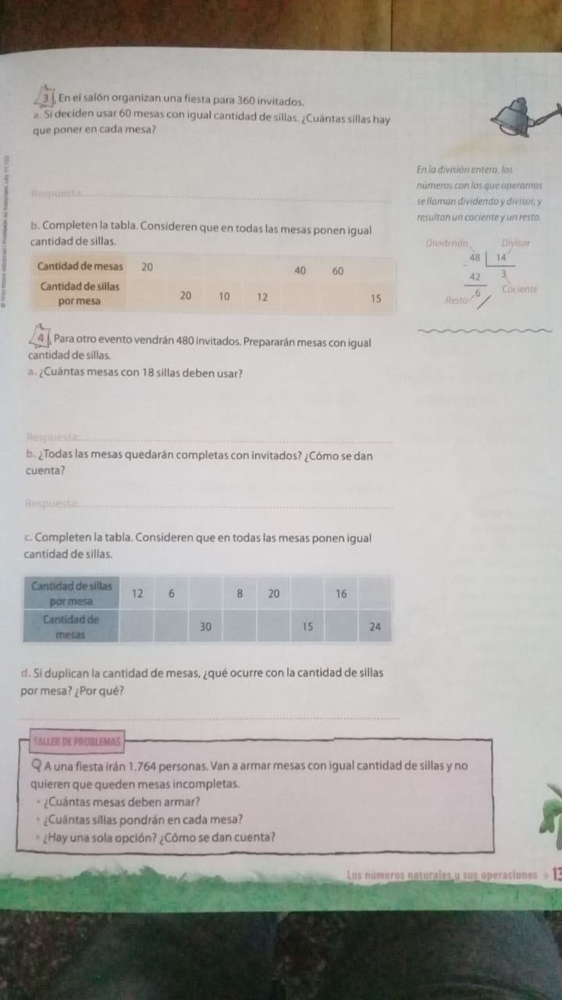 3 En el salón organizan una fiesta para 360 invitados.
a. Si deciden usar 60 mesas con igual cantidad de sillas. ¿Cuántas sillas hay
que poner en cada mesa?
Respuesta:
b. Completen la tabla. Consideren que en todas las mesas ponen igual
cantidad de sillas.
Cantidad de mesas 20 40 60
Cantidad de sillas
por mesa 20 10 12 15
4 Para otro evento vendrán 480 invitados. Prepararán mesas con igual
cantidad de sillas.
a. ¿Cuántas mesas con 18 sillas deben usar?
Respuesta:
b. ¿Todas las mesas quedarán completas con invitados? ¿Cómo se dan
cuenta?
Respuesta:
c. Completen la tabla. Consideren que en todas las mesas ponen igual
cantidad de sillas.
Cantidad de sillas
por mesa 12 6 8 20 16
Cantidad de
mesas 30 15 24
d. Si duplican la cantidad de mesas, ¿qué ocurre con la cantidad de sillas
por mesa? ¿Por qué?
TALLER DE PROBLEMAS
A una fiesta irán 1.764 personas. Van a armar mesas con igual cantidad de sillas y no
quieren que queden mesas incompletas.
• ¿Cuántas mesas deben armar?
• ¿Cuántas sillas pondrán en cada mesa?
• ¿Hay una sola opción? ¿Cómo se dan cuenta?
En la división entera, los
números con los que operamos
se llaman dividendo y divisor, y
resultan un cociente y un resto.
Dividendo Divisor
48 14
- 42 3
6 Cociente
Resto
Los números naturales y sus operaciones » 13